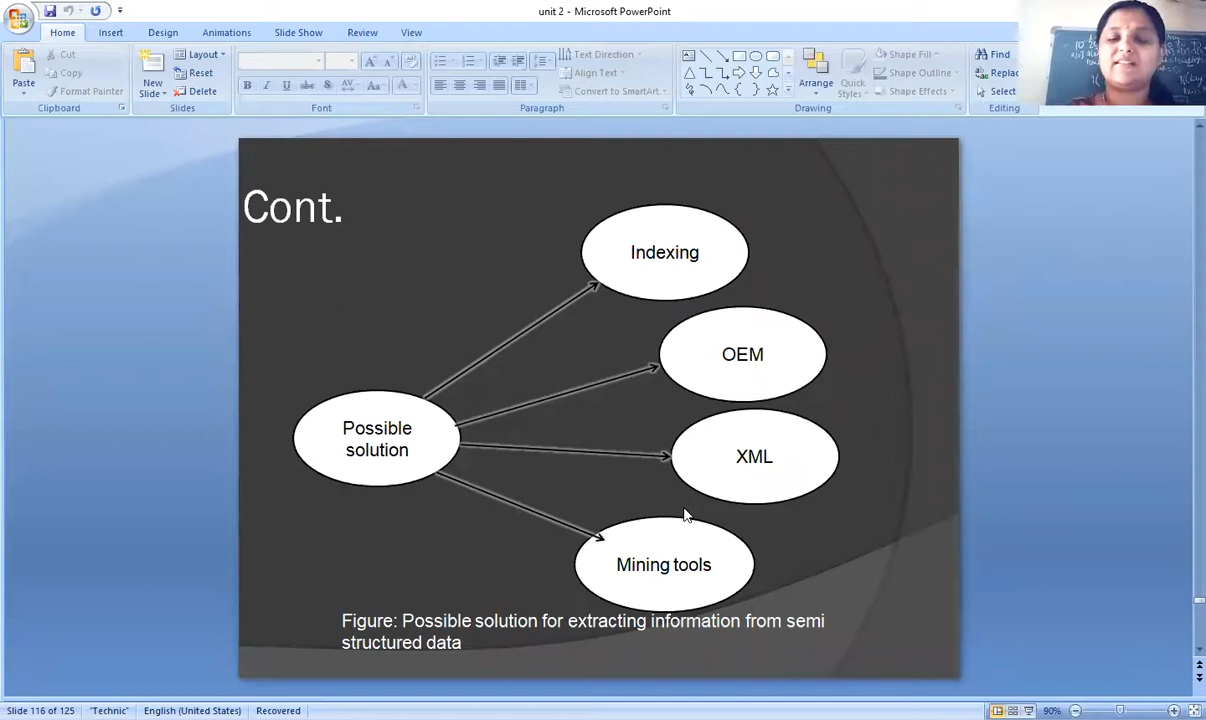 unit 2 - Microsoft PowerPoint
Home Insert Design Animations Slide Show Review View
Paste
Cut
Copy
Format Painter
Clipboard
New
Slide
Layout
Reset
Delete
Slides
Font
Text Direction
Align Text
Convert to SmartArt
Paragraph
Arrange
Quick
Styles
Shape Fill
Shape Outline
Shape Effects
Drawing
Find
Replac
Select
Editing
Cont.
Indexing
OEM
Possible
solution
XML
Mining tools
Figure: Possible solution for extracting information from semi
structured data
Slide 116 of 125 "Technic" English (United States) Recovered 90%